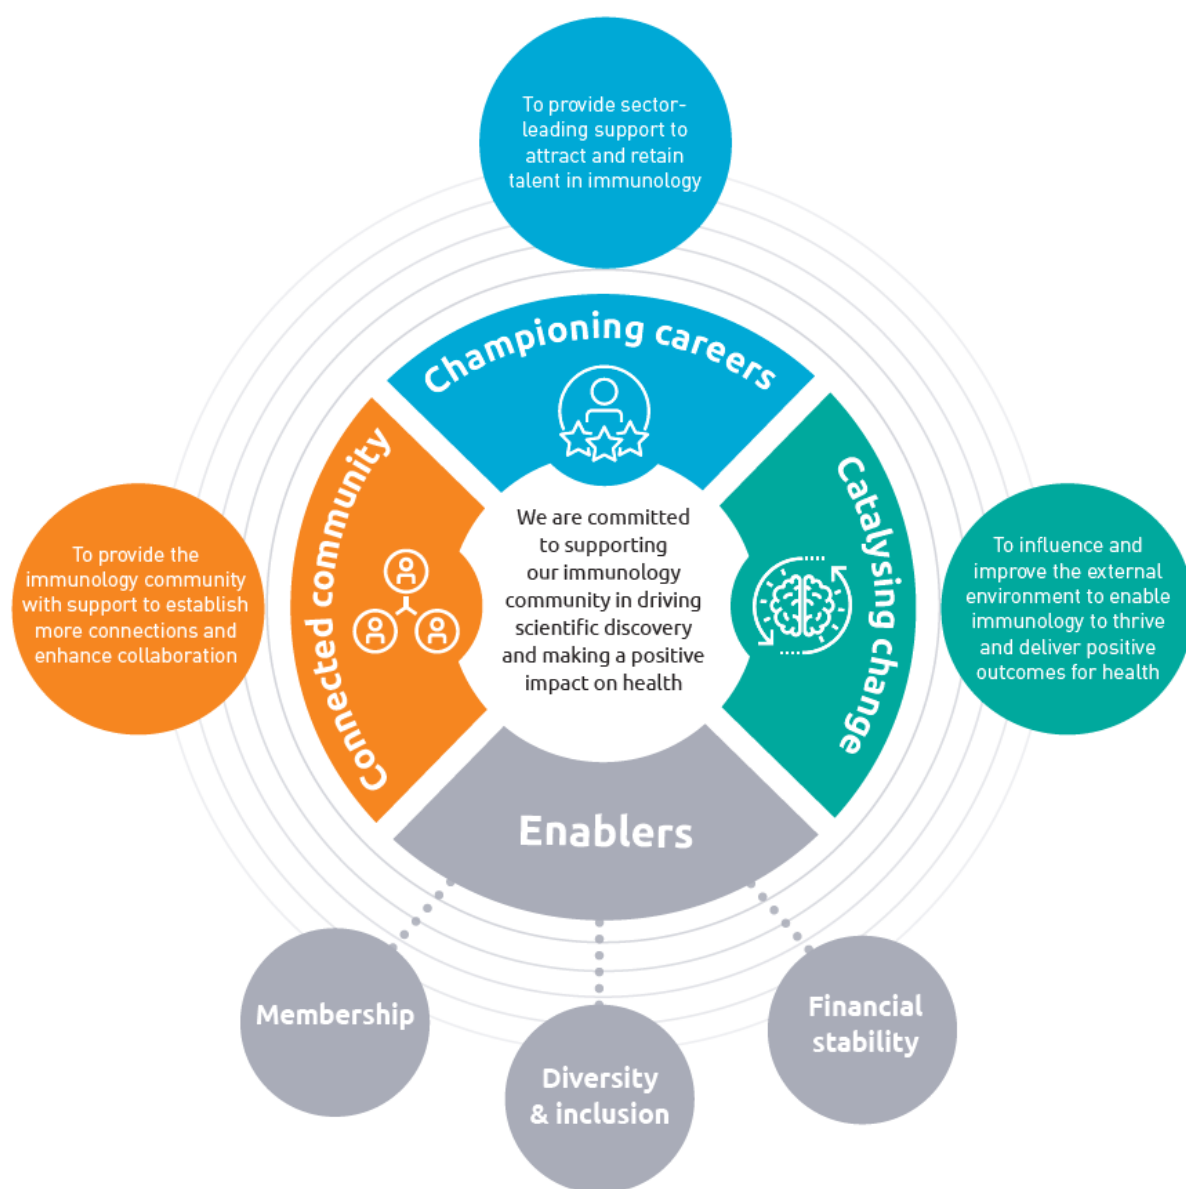 To provide sector-
leading support to
attract and retain
talent in immunology
Championing careers
Connected community
Catalysing change
To provide the
immunology community
with support to establish
more connections and
enhance collaboration
We are committed
to supporting
our immunology
community in driving
scientific discovery
and making a positive
impact on health
To influence and
improve the external
environment to enable
immunology to thrive
and deliver positive
outcomes for health
Enablers
Membership
Diversity
& inclusion
Financial
stability